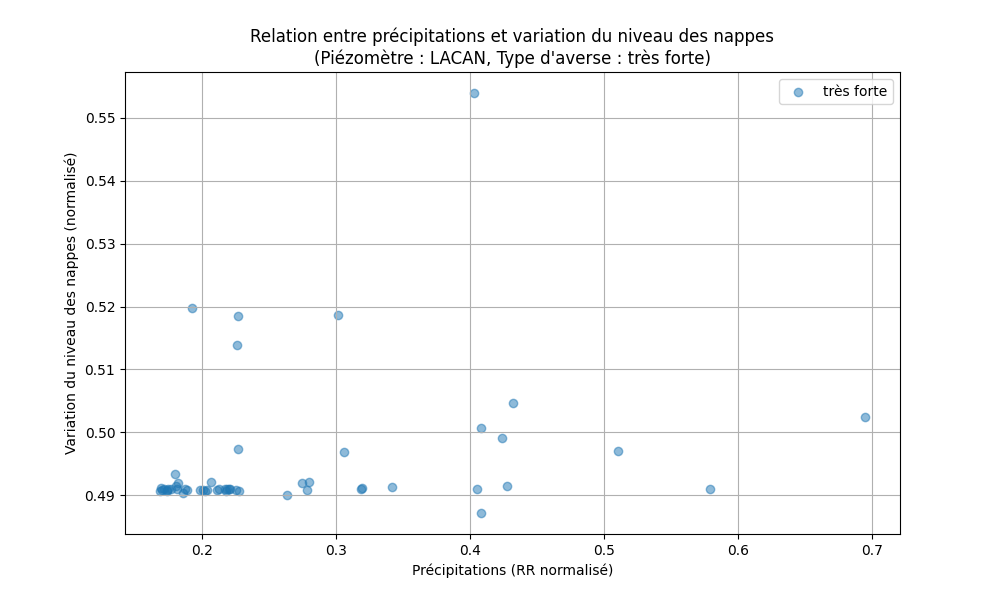 Relation entre précipitations et variation du niveau des nappes
(Piézomètre : LACAN, Type d'averse : très forte)
très forte
Variation du niveau des nappes (normalisé)
0.55
0.54
0.53
0.52
0.51
0.50
0.49
0.2 0.3 0.4 0.5 0.6 0.7
Précipitations (RR normalisé)